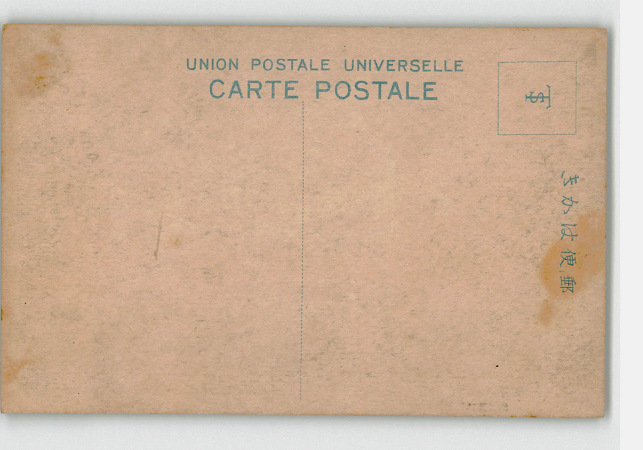 UNION POSTALE UNIVERSELLE
CARTE POSTALE
きかは便郵